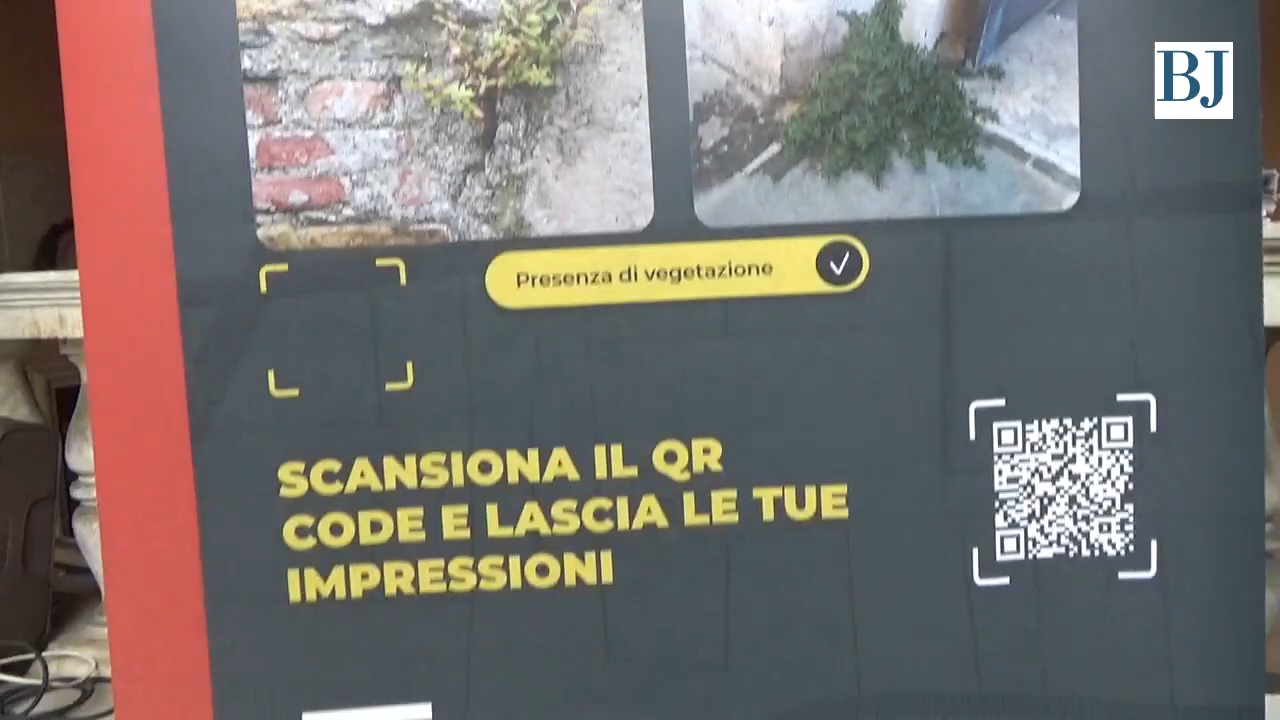 BJ
Presenza di vegetazione
SCANSIONA IL QR
CODE E LASCIA LE TUE
IMPRESSIONI